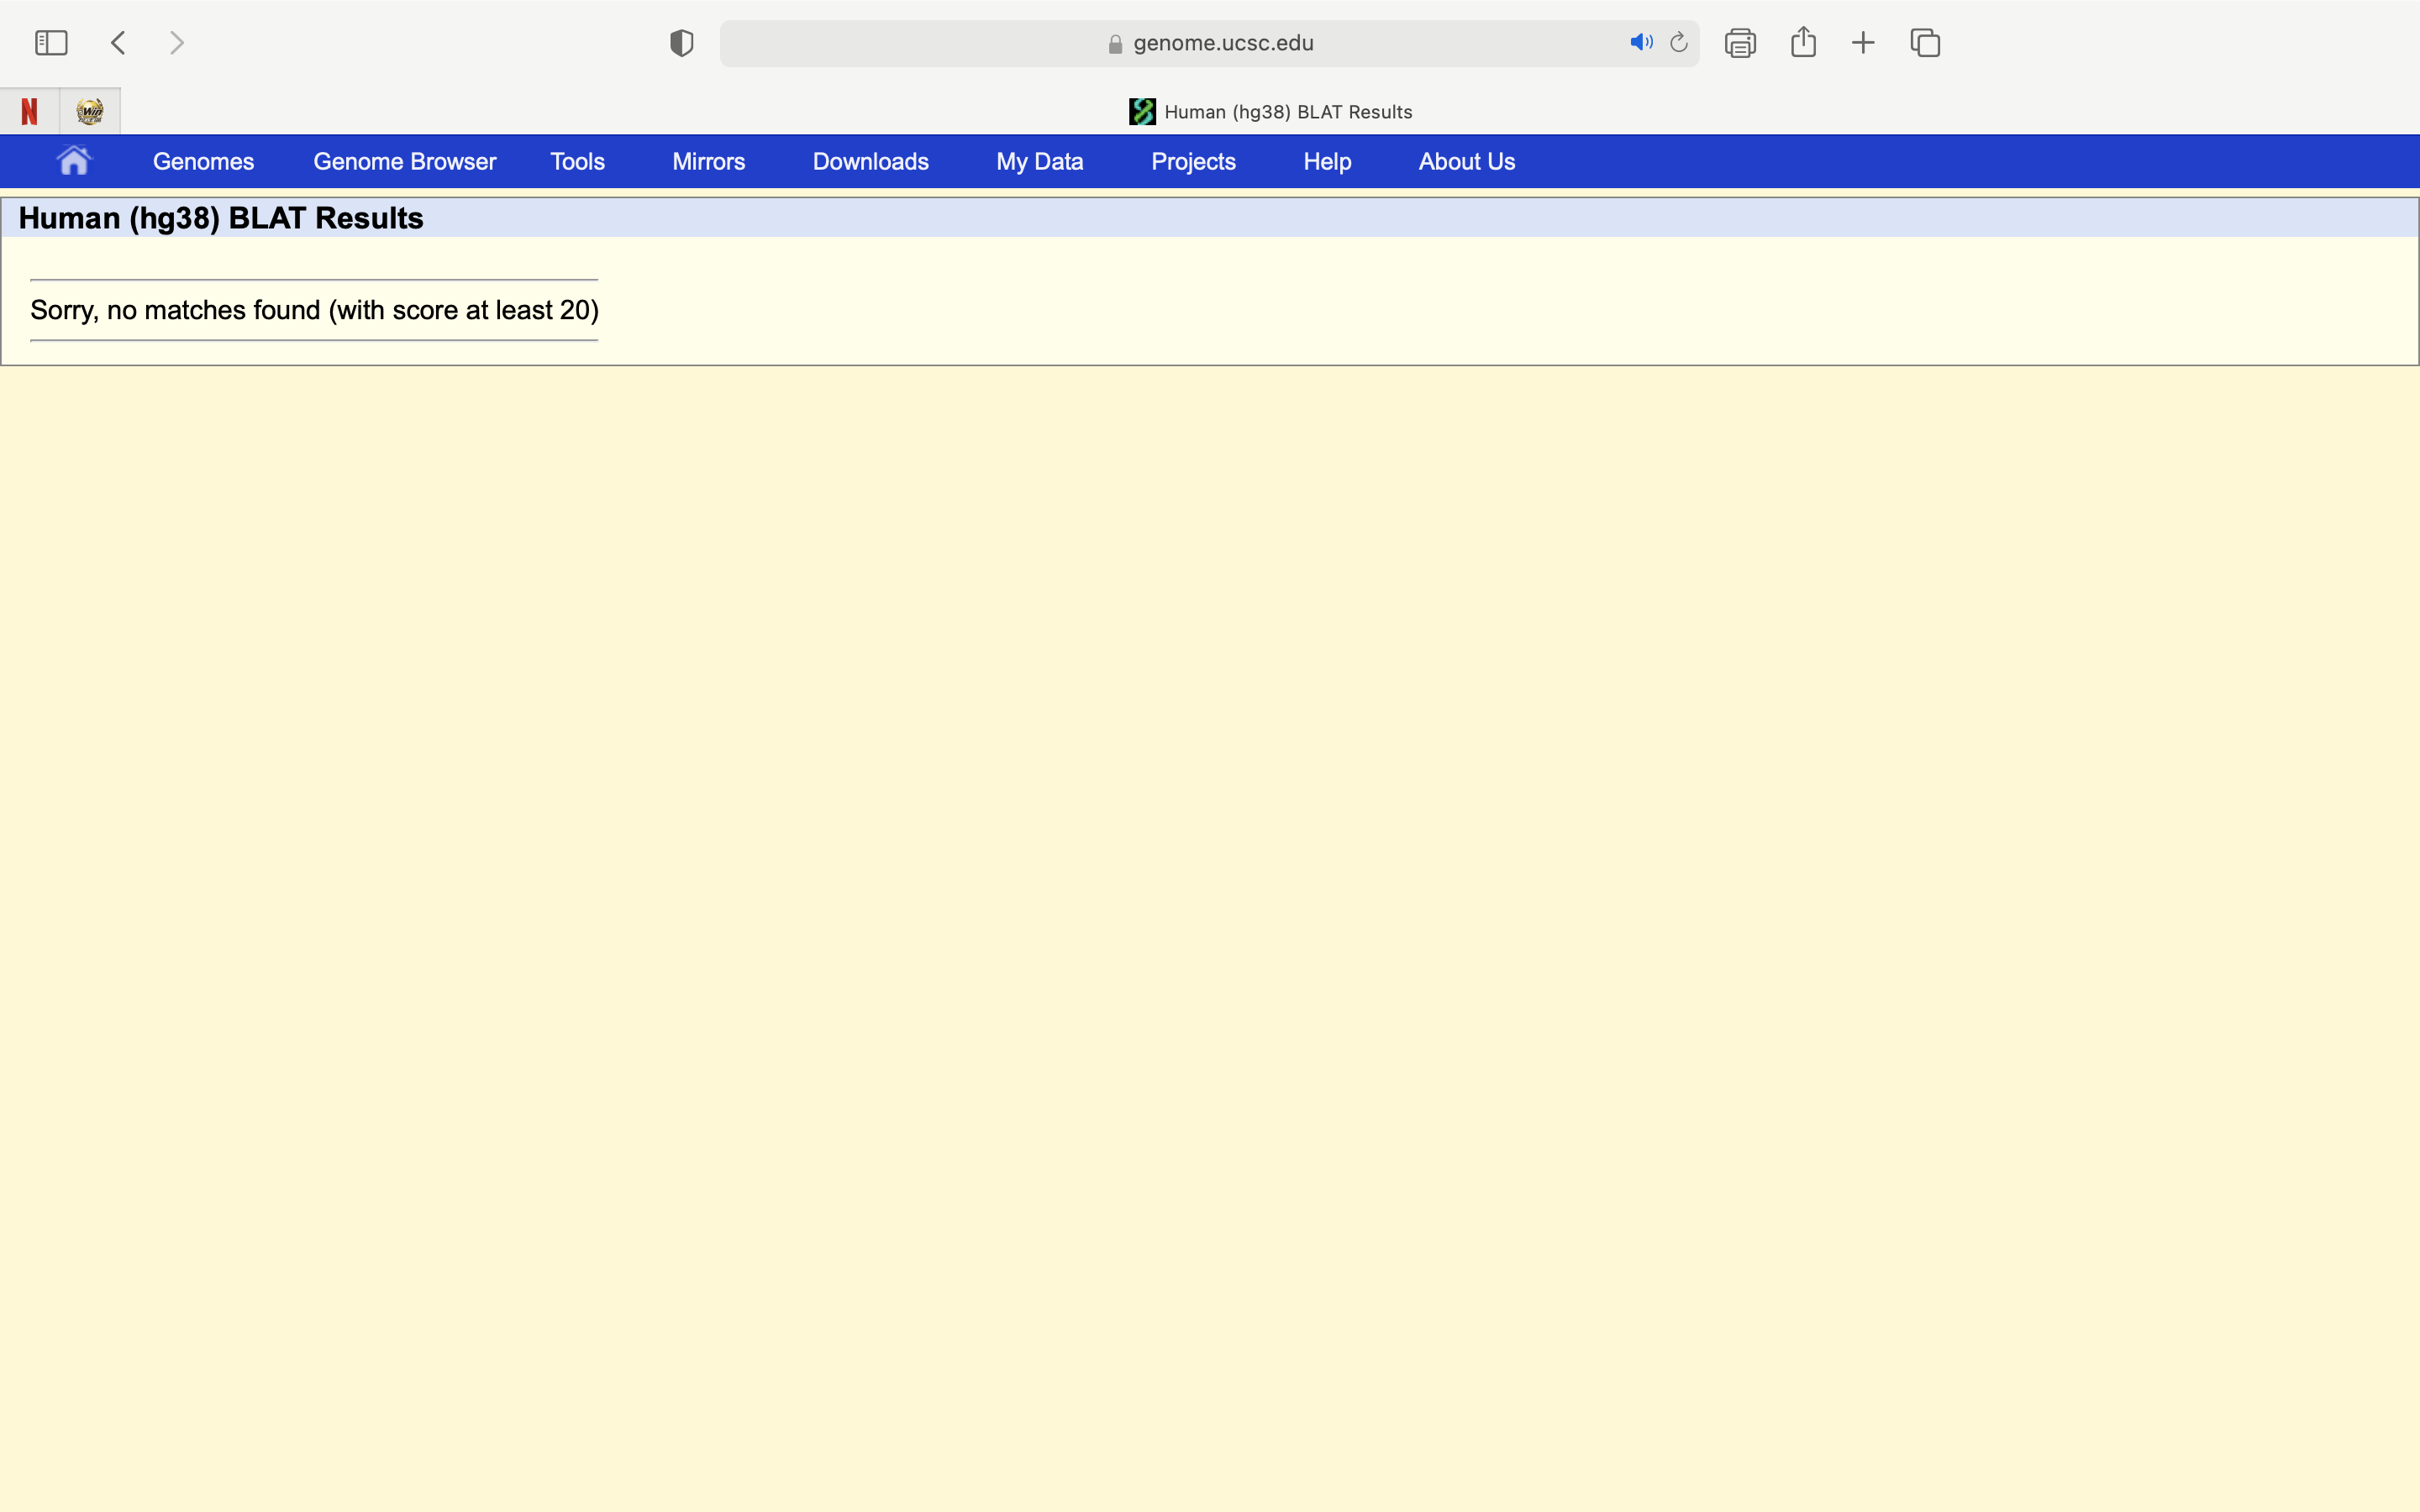 genome.ucsc.edu
N
Win
Human (hg38) BLAT Results
Genomes Genome Browser Tools Mirrors Downloads My Data Projects Help About Us
Human (hg38) BLAT Results
Sorry, no matches found (with score at least 20)